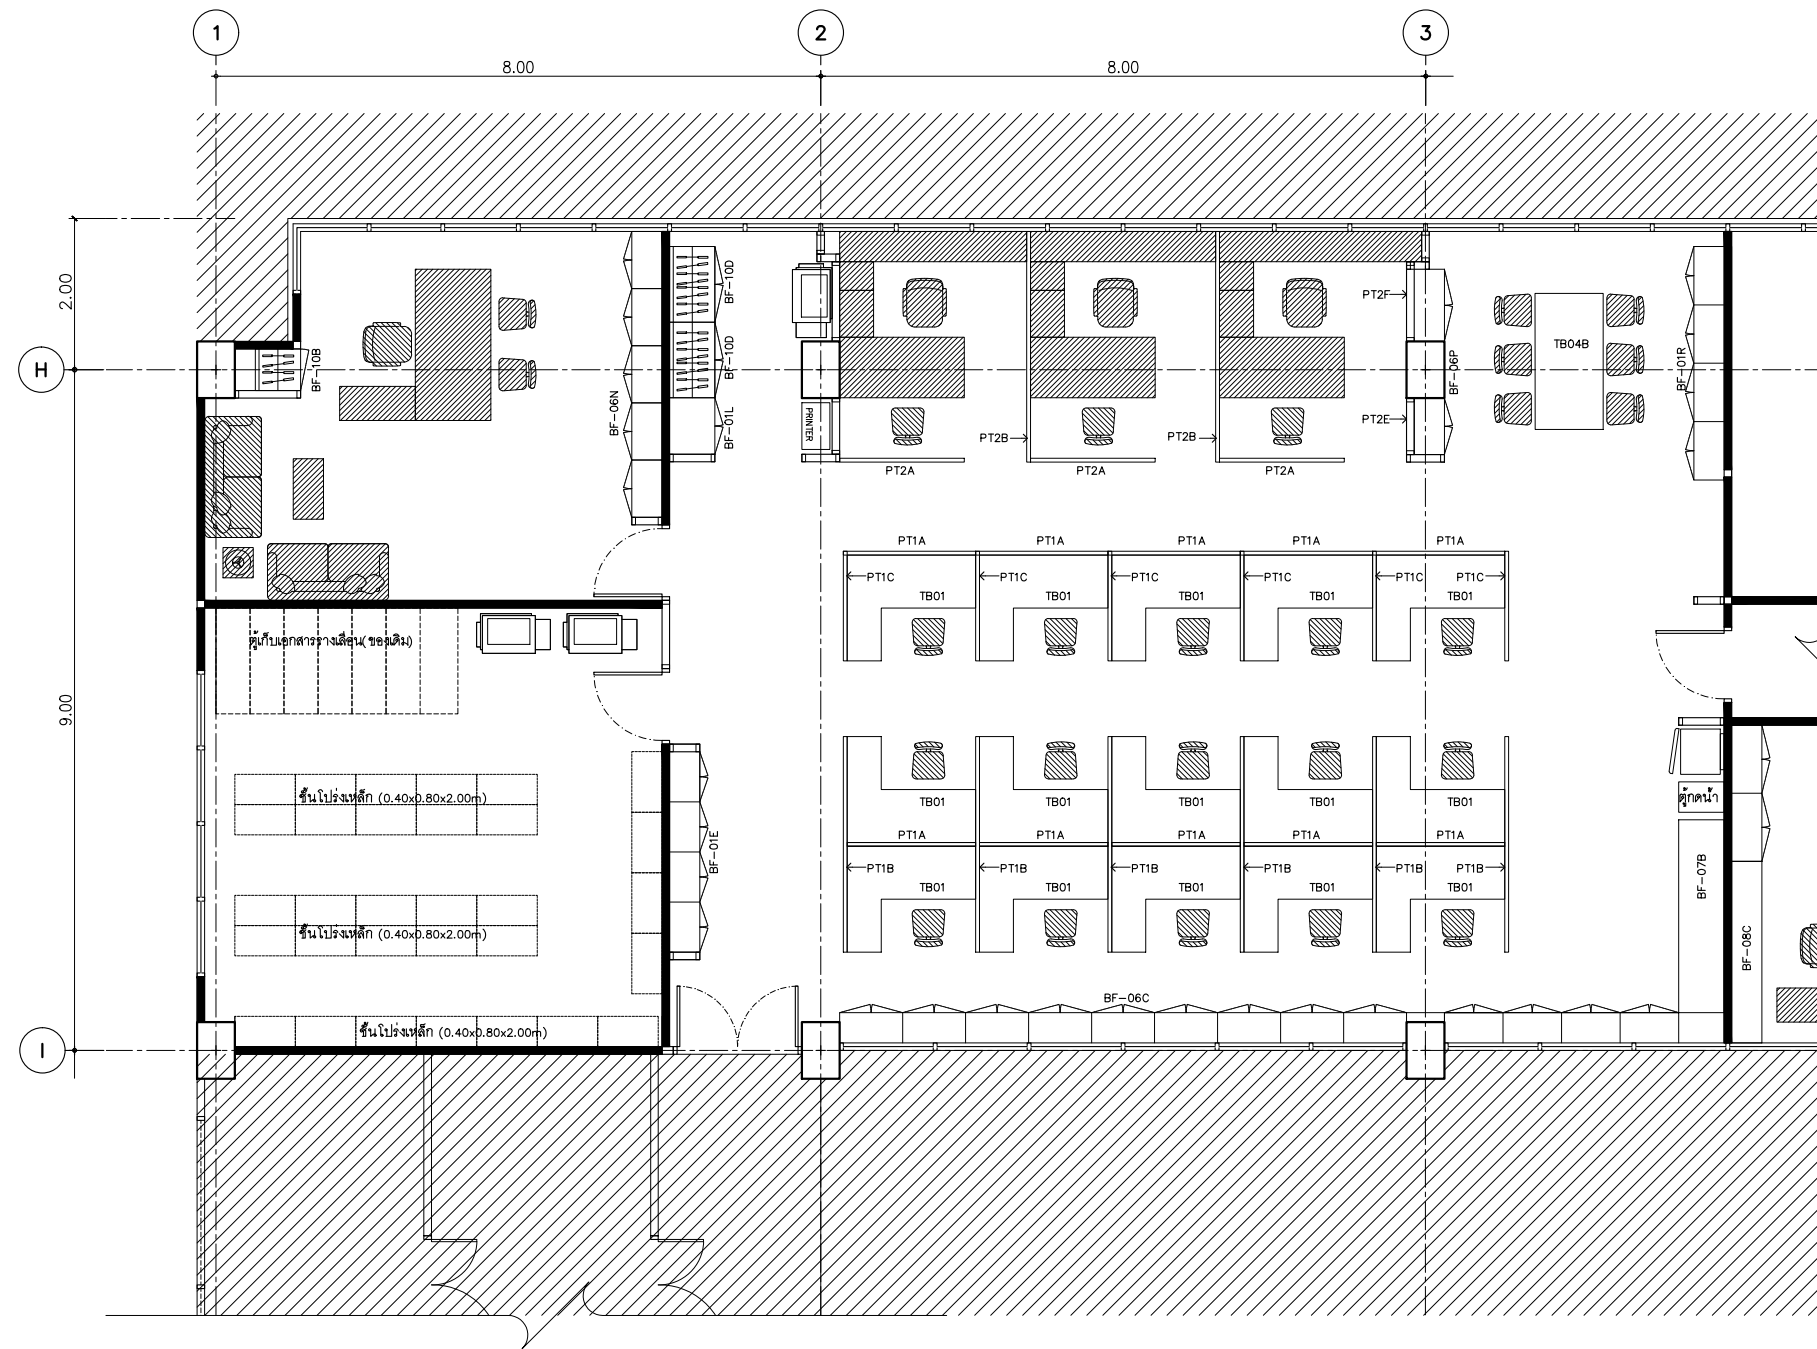 1
2
3
8.00
8.00
2.00
H
9.00
I
BF-10B
BF-06N
BF-10D
BF-10D
BF-01L
PRINTER
PT2B
PT2B
PT2A
PT2A
PT2A
PT2F
PT2E
BF-06P
TB04B
BF-01R
PT1A
PT1A
PT1A
PT1A
PT1A
PT1C
PT1C
PT1C
PT1C
PT1C
PT1C
TB01
TB01
TB01
TB01
TB01
ตู้เก็บเอกสารรางเลื่อน(ของเดิม)
ชั้นโปร่งเหล็ก (0.40x0.80x2.00m)
ชั้นโปร่งเหล็ก (0.40x0.80x2.00m)
ชั้นโปร่งเหล็ก (0.40x0.80x2.00m)
BF-01E
TB01
TB01
TB01
TB01
TB01
PT1A
PT1A
PT1A
PT1A
PT1A
PT1B
PT1B
PT1B
PT1B
PT1B
PT1B
TB01
TB01
TB01
TB01
TB01
BF-06C
ตู้กดน้ำ
BF-07B
BF-08C